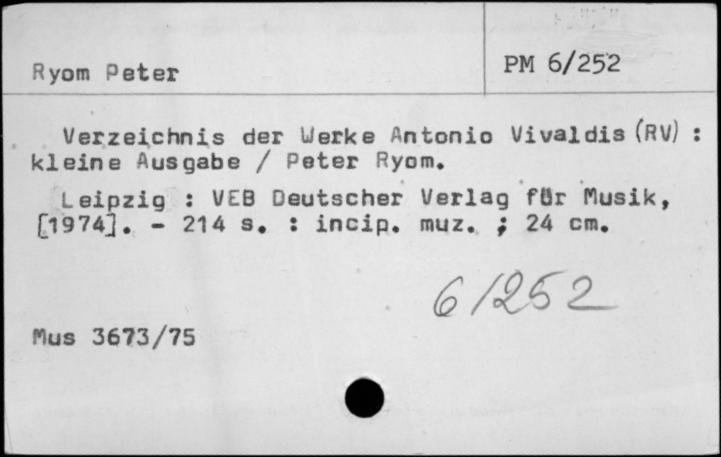 Ryom Peter
PM 6/252
Verzeichnis der Werke Antonio Vivaldis (RV) :
kleine Ausgabe / Peter Ryom.
Leipzig : VEB Deutscher Verlag für Musik,
[1974]. - 214 s. : incip. muz. ; 24 cm.
6/252
Mus 3673/75